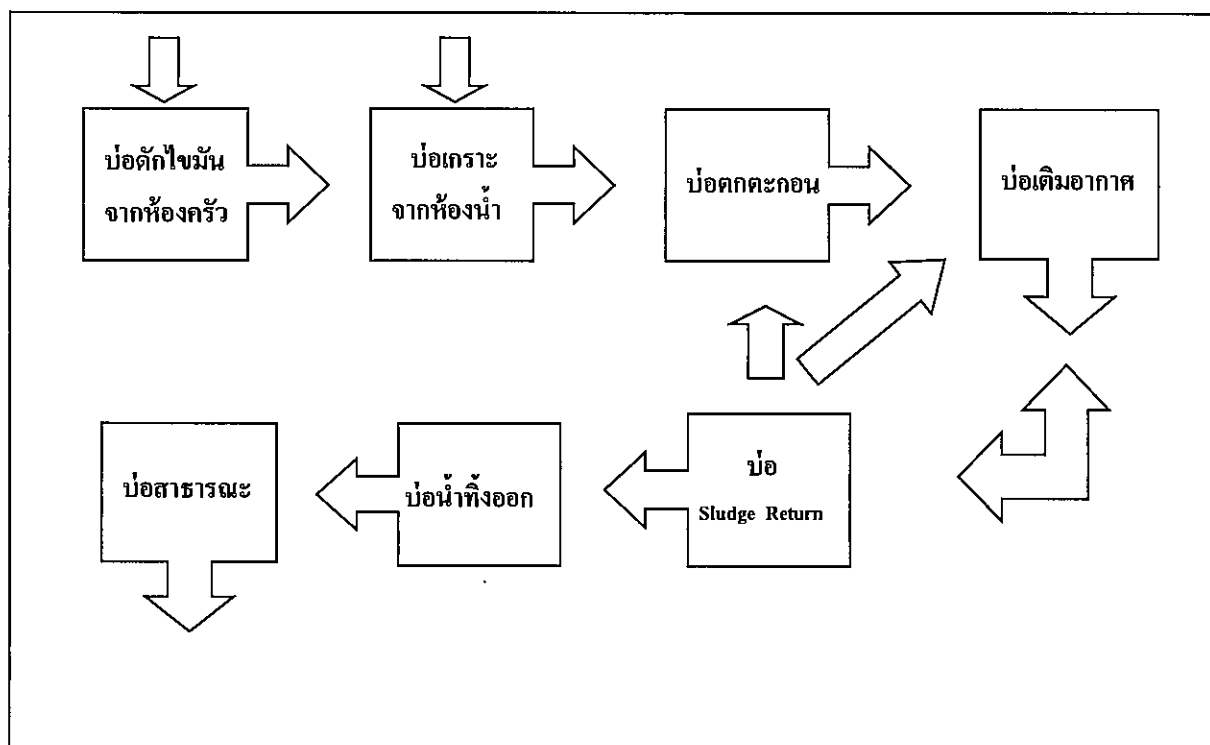 บ่อดักไขมัน
จากห้องครัว
บ่อเกราะ
จากห้องน้ำ
บ่อตกตะกอน
บ่อเติมอากาศ
บ่อสาธารณะ
บ่อน้ำทิ้งออก
บ่อ
Sludge Return